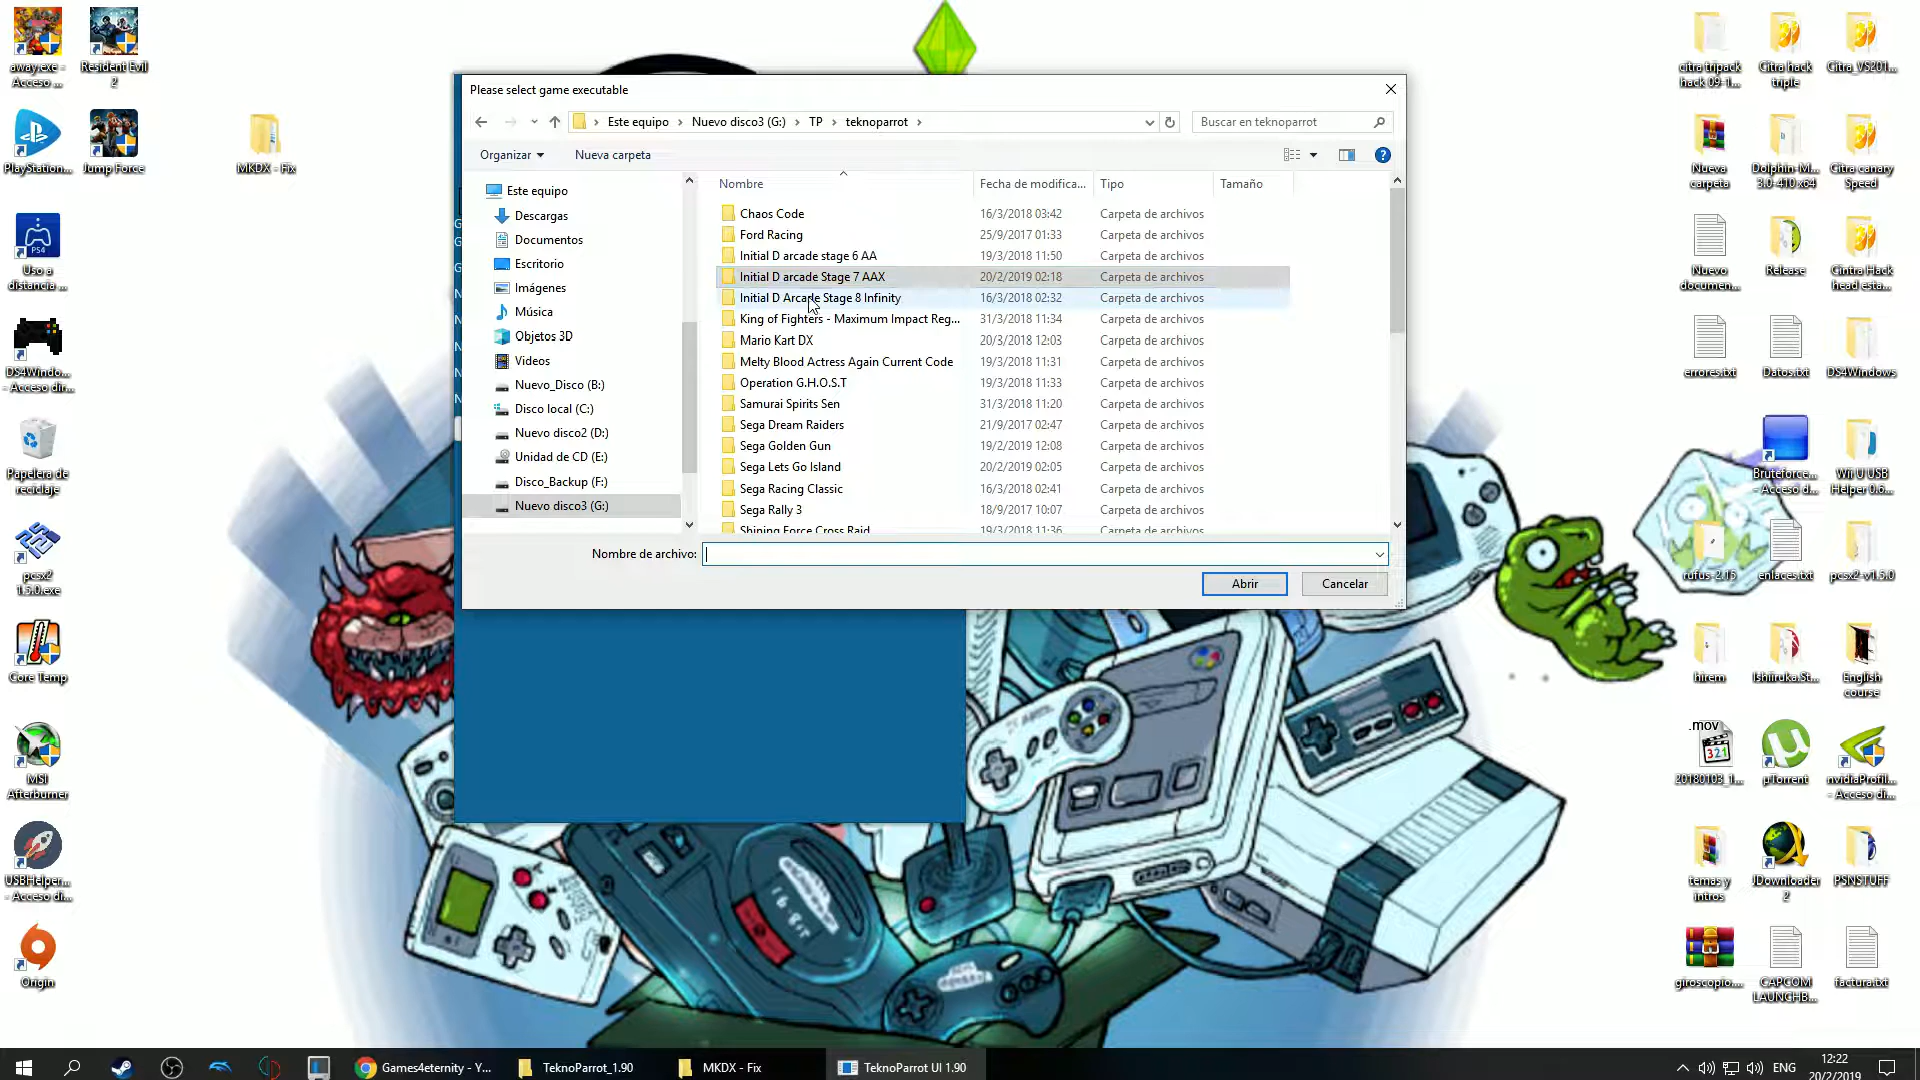 away.exe -
Acceso ...
Resident Evil
2
PlayStation...
Jump Force
MKDX - Fix
Uso a
distancia ...
DS4Windo...
- Acceso dir...
Papelera de
reciclaje
pcsx2
1.5.0.exe
Core Temp
MSI
Afterburner
USBHelper...
- Acceso di...
Origin
Please select game executable
Este equipo
Nuevo disco3 (G:)
TP
teknoparrot
Buscar en teknoparrot
Organizar
Nueva carpeta
Este equipo
Descargas
Documentos
Escritorio
Imágenes
Música
Objetos 3D
Videos
Nuevo_Disco (B:)
Disco local (C:)
Nuevo disco2 (D:)
Unidad de CD (E:)
Disco_Backup (F:)
Nuevo disco3 (G:)
Nombre Fecha de modifica... Tipo Tamaño
Chaos Code 16/3/2018 03:42 Carpeta de archivos
Ford Racing 25/9/2017 01:33 Carpeta de archivos
Initial D arcade stage 6 AA 19/3/2018 11:50 Carpeta de archivos
Initial D arcade Stage 7 AAX 20/2/2019 02:18 Carpeta de archivos
Initial D Arcade Stage 8 Infinity 16/3/2018 02:32 Carpeta de archivos
King of Fighters - Maximum Impact Reg... 31/3/2018 11:34 Carpeta de archivos
Mario Kart DX 20/3/2018 12:03 Carpeta de archivos
Melty Blood Actress Again Current Code 19/3/2018 11:31 Carpeta de archivos
Operation G.H.O.S.T 19/3/2018 11:33 Carpeta de archivos
Samurai Spirits Sen 31/3/2018 11:20 Carpeta de archivos
Sega Dream Raiders 21/9/2017 02:47 Carpeta de archivos
Sega Golden Gun 19/2/2019 12:08 Carpeta de archivos
Sega Lets Go Island 20/2/2019 02:05 Carpeta de archivos
Sega Racing Classic 16/3/2018 02:41 Carpeta de archivos
Sega Rally 3 18/9/2017 10:07 Carpeta de archivos
Shining Force Cross Raid 19/3/2018 11:36 Carpeta de archivos
Nombre de archivo:
Abrir
Cancelar
citra tripack
hack 09-1...
Citra hack
triple
Citra_VS201...
Nueva
carpeta
Dolphin-M...
3.0-410.x64
Citra canary
Speed
Nuevo
documen...
Release
Cintra Hack
head esta...
errores.txt
Datos.txt
DS4Windows
Bruteforce...
- Acceso d...
Wii U USB
Helper 0.6...
rufus-2.15
enlaces.txt
pcsx2-v1.5.0
hirem
Ishiiruka.St...
English
course
.mov
321
20180103_1...
µTorrent
nvidiaProfil...
- Acceso di...
temas y
intros
JDownloader
2
PSNSTUFF
giroscopio....
CAPCOM
LAUNCHB...
factura.txt
16-BIT
Games4eternity - Y...
TeknoParrot_1.90
MKDX - Fix
TeknoParrot UI 1.90
ENG
12:22
20/2/2019